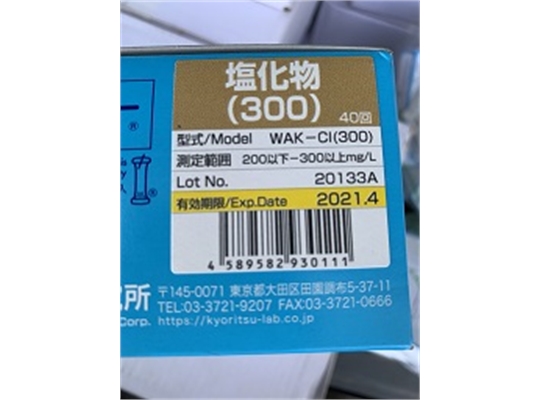 塩化物
(300) 40回
型式/Model WAK-Cl(300)
測定範囲 200以下-300以上mg/L
Lot No. 20133A
有効期限/Exp.Date 2021.4
4 589582 930111
〒145-0071 東京都大田区田園調布5-37-11
TEL:03-3721-9207 FAX:03-3721-0666
Corp. https://kyoritsu-lab.co.jp